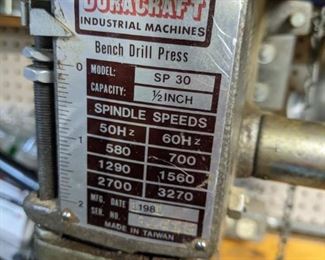 DURACRAFT
INDUSTRIAL MACHINES
Bench Drill Press
0
MODEL: SP 30
CAPACITY: ½ INCH
SPINDLE SPEEDS
50Hz 60Hz
580 700
1
1290 1560
2700 3270
MFG. DATE 198
2
SER. NO.
MADE IN TAIWAN